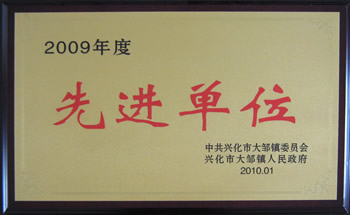 2009年度
先进单位
中共兴化市大邹镇委员会
兴化市大邹镇人民政府
2010.01